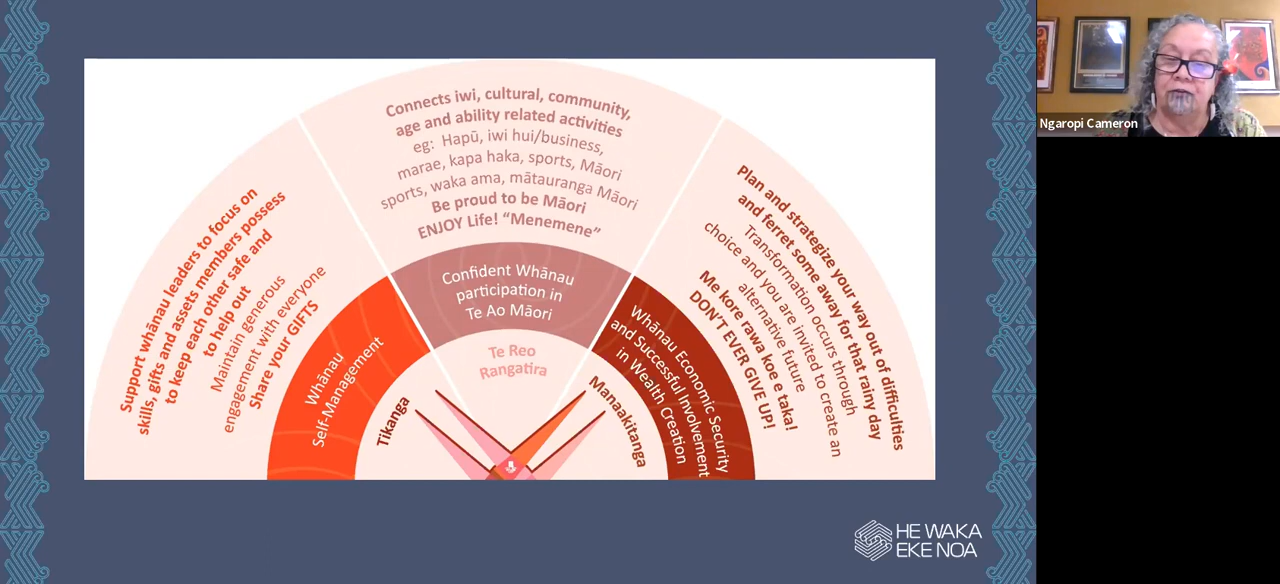 Support whānau leaders to focus on
skills, gifts and assets members possess
to keep each other safe and
to help out
Maintain generous
engagement with everyone
Share your GIFTS
Whānau
Self-Management
Tikanga
Connects iwi, cultural, community,
age and ability related activities
eg: Hapū, iwi hui/business,
marae, kapa haka, sports, Māori
sports, waka ama, mātauranga Māori
Be proud to be Māori
ENJOY Life! “Menemene”
Confident Whānau
participation in
Te Ao Māori
Te Reo
Rangatira
Plan and strategize your way out of difficulties
and ferret some away for that rainy day
Transformation occurs through
choice and you are invited to create an
alternative future
Me kore rawa koe e taka!
DON’T EVER GIVE UP!
Whānau Economic Security
and Successful Involvement
in Wealth Creation
Manaakitanga
HE WAKA
EKE NOA
Ngaropi Cameron